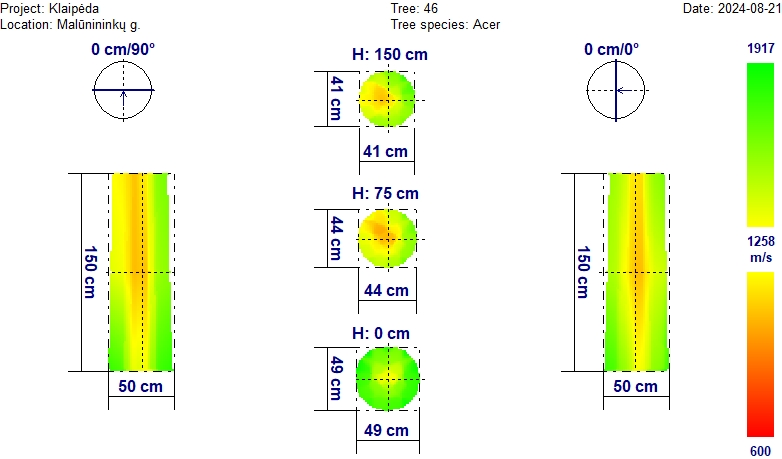 Project: Klaipėda
Tree: 46
Date: 2024-08-21
Location: Malūnininkų g.
Tree species: Acer
0 cm/90°
H: 150 cm
0 cm/0°
1917
41 cm
41 cm
H: 75 cm
44 cm
44 cm
150 cm
150 cm
1258
m/s
H: 0 cm
49 cm
49 cm
50 cm
50 cm
600